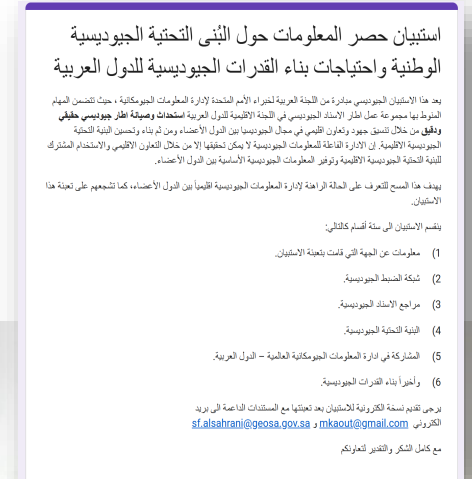 استبيان حصر المعلومات حول البُنى التحتية الجيوديسية
الوطنية واحتياجات بناء القدرات الجيوديسية للدول العربية
يعد هذا الاستبيان الجيوديسي مبادرة من اللجنة العربية لخبراء الأمم المتحدة لإدارة المعلومات الجيومكانية ، حيث تتضمن المهام
المنوط بها مجموعة عمل اطار الاسناد الجيوديسي في اللجنة الاقليمية للدول العربية استحداث وصيانة اطار جيوديسي حقيقي
ودقيق من خلال تنسيق جهود وتعاون اقليمي في مجال الجيوديسيا بين الدول الأعضاء ومن ثم بناء وتحسين البنية التحتية
الجيوديسية الاقليمية. إن الادارة الفاعلة للمعلومات الجيوديسية لا يمكن تحقيقها إلا من خلال التعاون الاقليمي والاستخدام المشترك
للبنية التحتية الجيوديسية الاقليمية وتوفير المعلومات الجيوديسية الأساسية بين الدول الأعضاء.
يهدف هذا المسح للتعرف على الحالة الراهنة لإدارة المعلومات الجيوديسية اقليمياً بين الدول الأعضاء، كما تشجعهم على تعبئة هذا
الاستبيان.
ينقسم الاستبيان الى ستة أقسام كالتالي:
1) معلومات عن الجهة التي قامت بتعبئة الاستبيان.
2) شبكة الضبط الجيوديسية.
3) مراجع الاسناد الجيوديسية.
4) البنية التحتية الجيوديسية.
5) المشاركة في ادارة المعلومات الجيومكانية العالمية – الدول العربية.
6) وأخيراً بناء القدرات الجيوديسية.
يرجى تقديم نسخة الكترونية للاستبيان بعد تعبئتها مع المستندات الداعمة الى بريد
الكتروني mkaout@gmail.com و sf.alsahrani@geosa.gov.sa
مع كامل الشكر والتقدير لتعاونكم